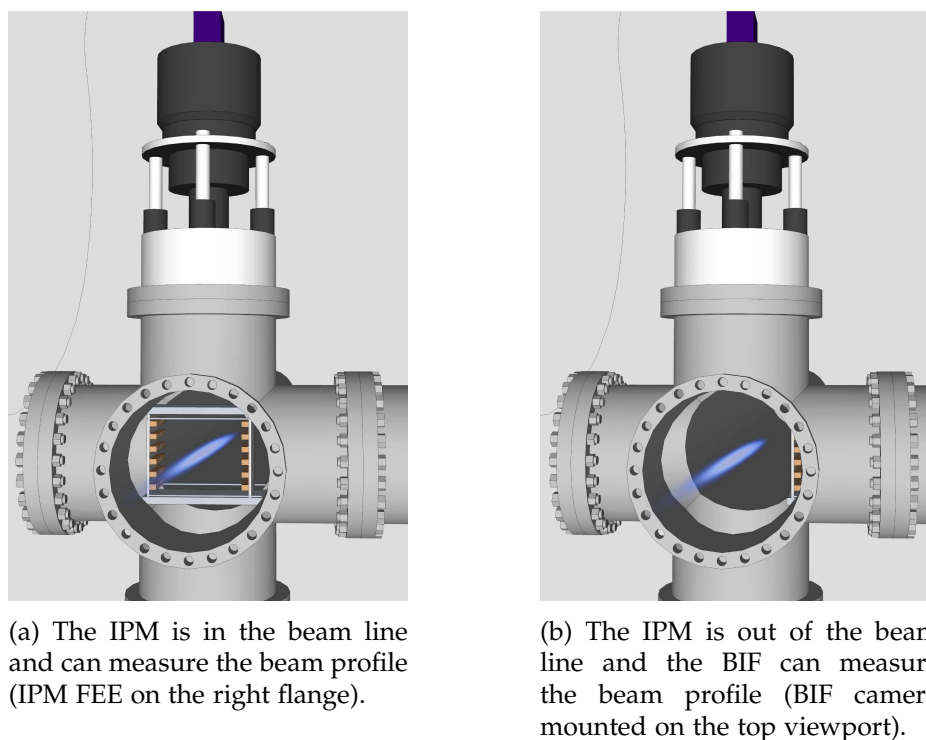 (a) The IPM is in the beam line
and can measure the beam profile
(IPM FEE on the right flange).
(b) The IPM is out of the beam
line and the BIF can measur
the beam profile (BIF camer
mounted on the top viewport).